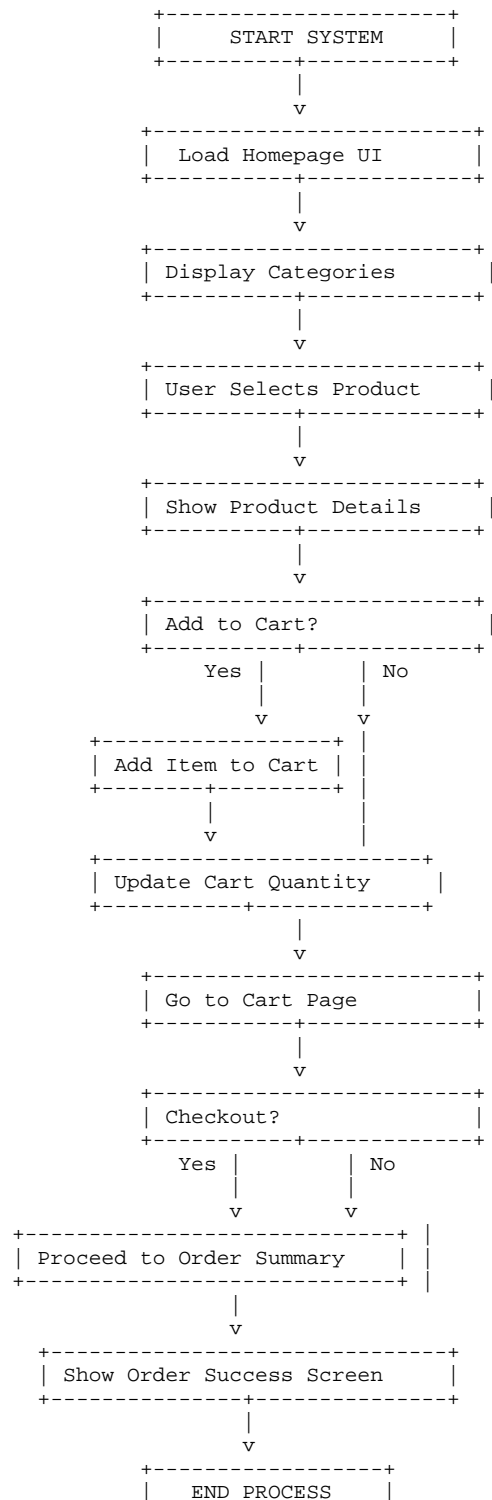 START SYSTEM
v
Load Homepage UI
v
Display Categories
v
User Selects Product
v
Show Product Details
v
Add to Cart?
Yes No
v v
Add Item to Cart
v
Update Cart Quantity
v
Go to Cart Page
v
Checkout?
Yes No
v v
Proceed to Order Summary
v
Show Order Success Screen
v
END PROCESS